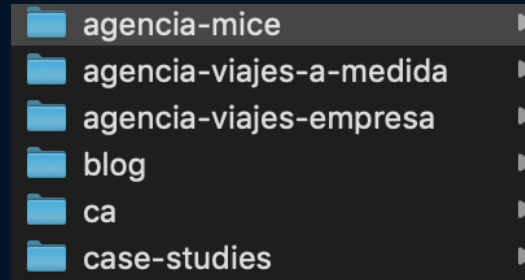 agencia-mice
agencia-viajes-a-medida
agencia-viajes-empresa
blog
ca
case-studies